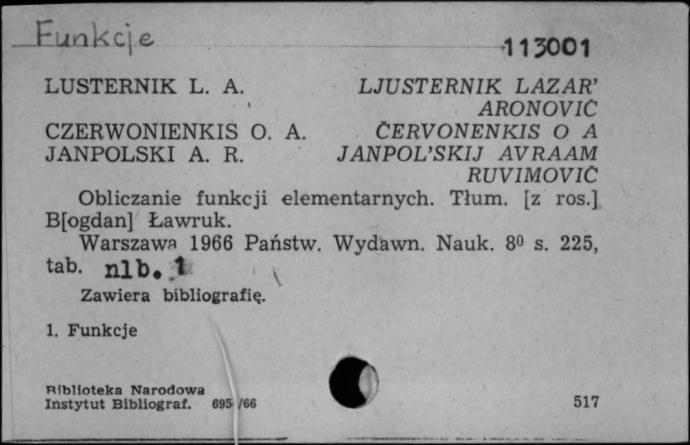 Funkcje
113001
LUSTERNIK L. A. LJUSTERNIK LAZAR'
ARONOVIČ
CZERWONIENKIS O. A. ČERVONENKIS O A
JANPOLSKI A. R. JANPOL'SKIJ AVRAAM
RUVIMOVIČ
Obliczanie funkcji elementarnych. Tłum. [z ros.]
B[ogdan] Ławruk.
Warszawa 1966 Państw. Wydawn. Nauk. 8⁰ s. 225,
tab. nlb. 1
Zawiera bibliografię.
1. Funkcje
Biblioteka Narodowa
Instytut Bibliograf. 695 /66 517